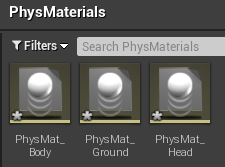 PhysMaterials
Filters
Search PhysMaterials
PhysMat_
Body
PhysMat_
Ground
PhysMat_
Head